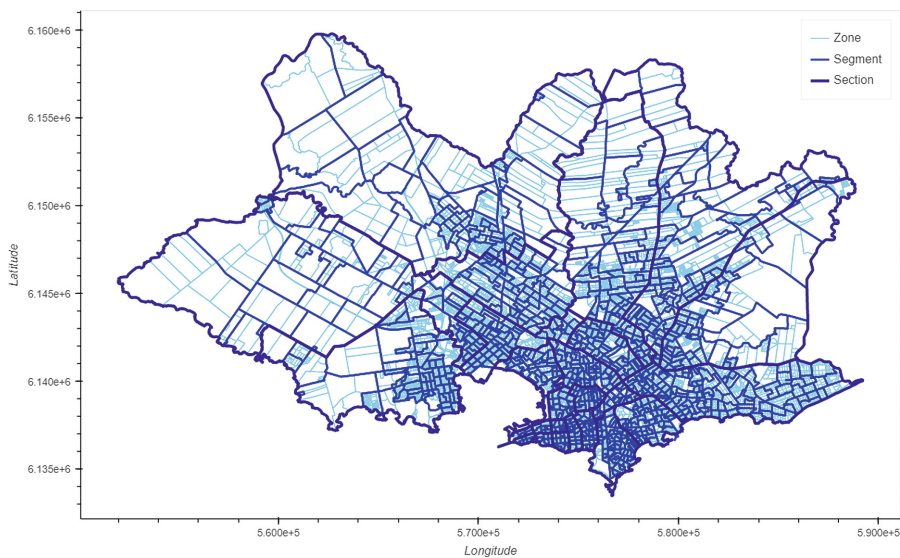 6.160e+6
Zone
Segment
Section
6.155e+6
6.150e+6
Latitude
6.145e+6
6.140e+6
6.135e+6
5.600e+5
5.700e+5
5.800e+5
5.900e+5
Longitude